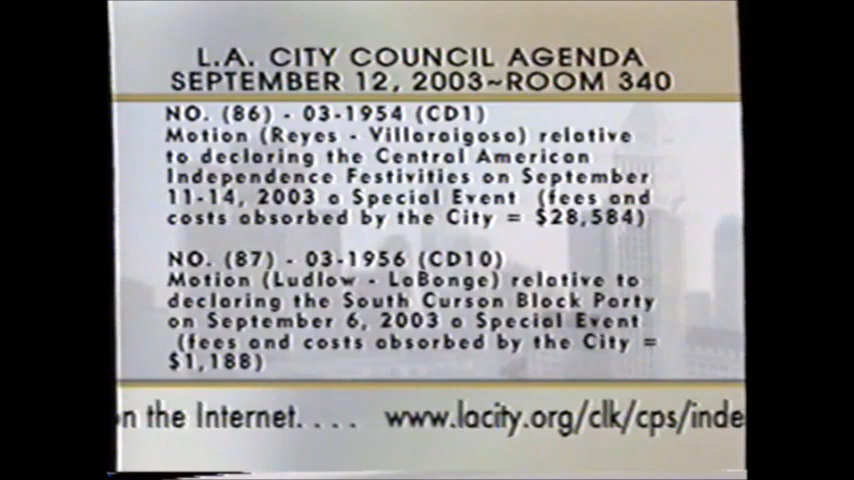 L.A. CITY COUNCIL AGENDA
SEPTEMBER 12, 2003~ROOM 340
NO. (86) - 03-1954 (CD1)
Motion (Reyes - Villaraigosa) relative
to declaring the Central American
Independence Festivities on September
11-14, 2003 a Special Event (fees and
costs absorbed by the City = $28,584)
NO. (87) - 03-1956 (CD10)
Motion (Ludlow - LaBonge) relative to
declaring the South Curson Block Party
on September 6, 2003 a Special Event
(fees and costs absorbed by the City =
$1,188)
n the Internet. . . . www.lacity.org/clk/cps/inde